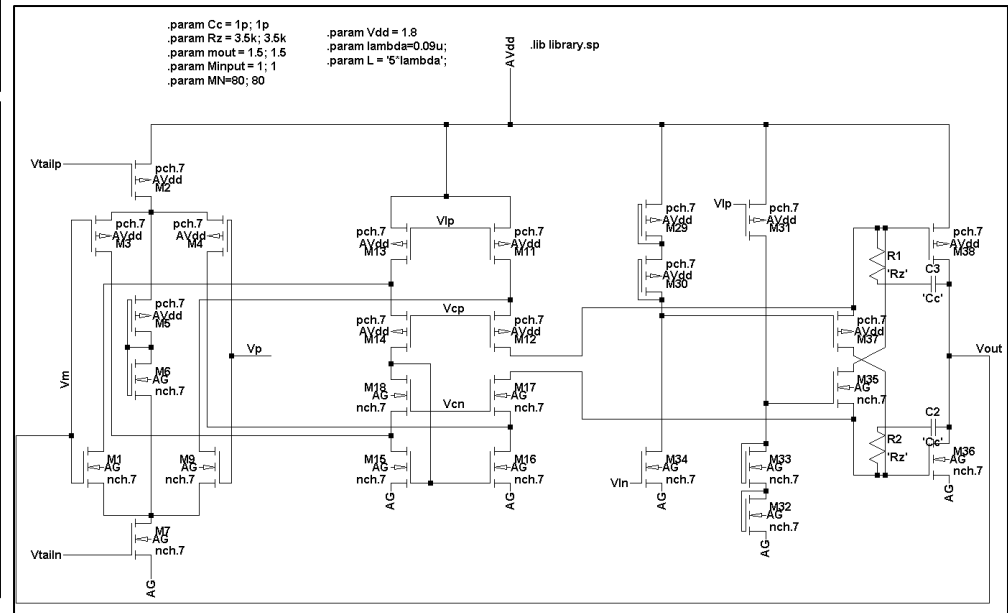 .param Cc = 1p; 1p
.param Rz = 3.5k; 3.5k
.param mout = 1.5; 1.5
.param Minput = 1; 1
.param MN=80; 80
.param Vdd = 1.8
.param lambda=0.09u;
.param L = '5*lambda';
.lib library.sp
AVdd
Vtailp
pch.7
AVdd
M2
pch.7
AVdd
M3
pch.7
AVdd
M4
pch.7
AVdd
M5
M6
AG
nch.7
Vm
Vp
M1
AG
nch.7
M9
AG
nch.7
M7
AG
nch.7
Vtailn
AG
pch.7
AVdd
M13
Vlp
pch.7
AVdd
M11
pch.7
AVdd
M14
Vcp
pch.7
AVdd
M12
M18
AG
nch.7
Vcn
M17
AG
nch.7
M15
AG
nch.7
AG
M16
AG
nch.7
AG
pch.7
AVdd
M29
pch.7
AVdd
M30
Vln
M34
AG
nch.7
AG
Vlp
pch.7
AVdd
M31
M33
AG
nch.7
M32
AG
nch.7
AG
pch.7
AVdd
M37
M35
AG
nch.7
R1
'Rz'
C3
'Cc'
pch.7
AVdd
M38
Vout
R2
'Rz'
C2
'Cc'
M36
AG
nch.7
AG